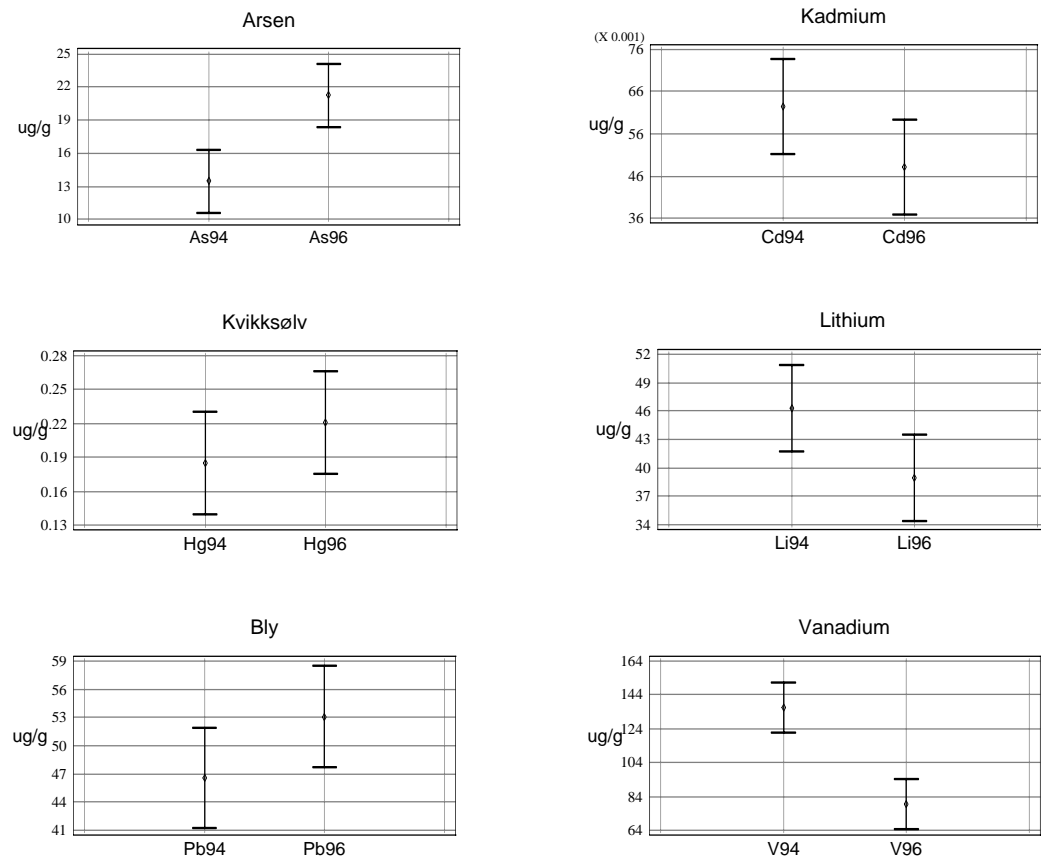 Arsen
25
22
19
ug/g
16
13
10
As94 As96
Kadmium
(X 0.001)
76
66
ug/g
56
46
36
Cd94 Cd96
Kvikksølv
0.28
0.25
0.22
ug/g
0.19
0.16
0.13
Hg94 Hg96
Lithium
52
49
46
ug/g
43
40
37
34
Li94 Li96
Bly
59
56
53
ug/g
50
47
44
41
Pb94 Pb96
Vanadium
164
144
124
ug/g
104
84
64
V94 V96